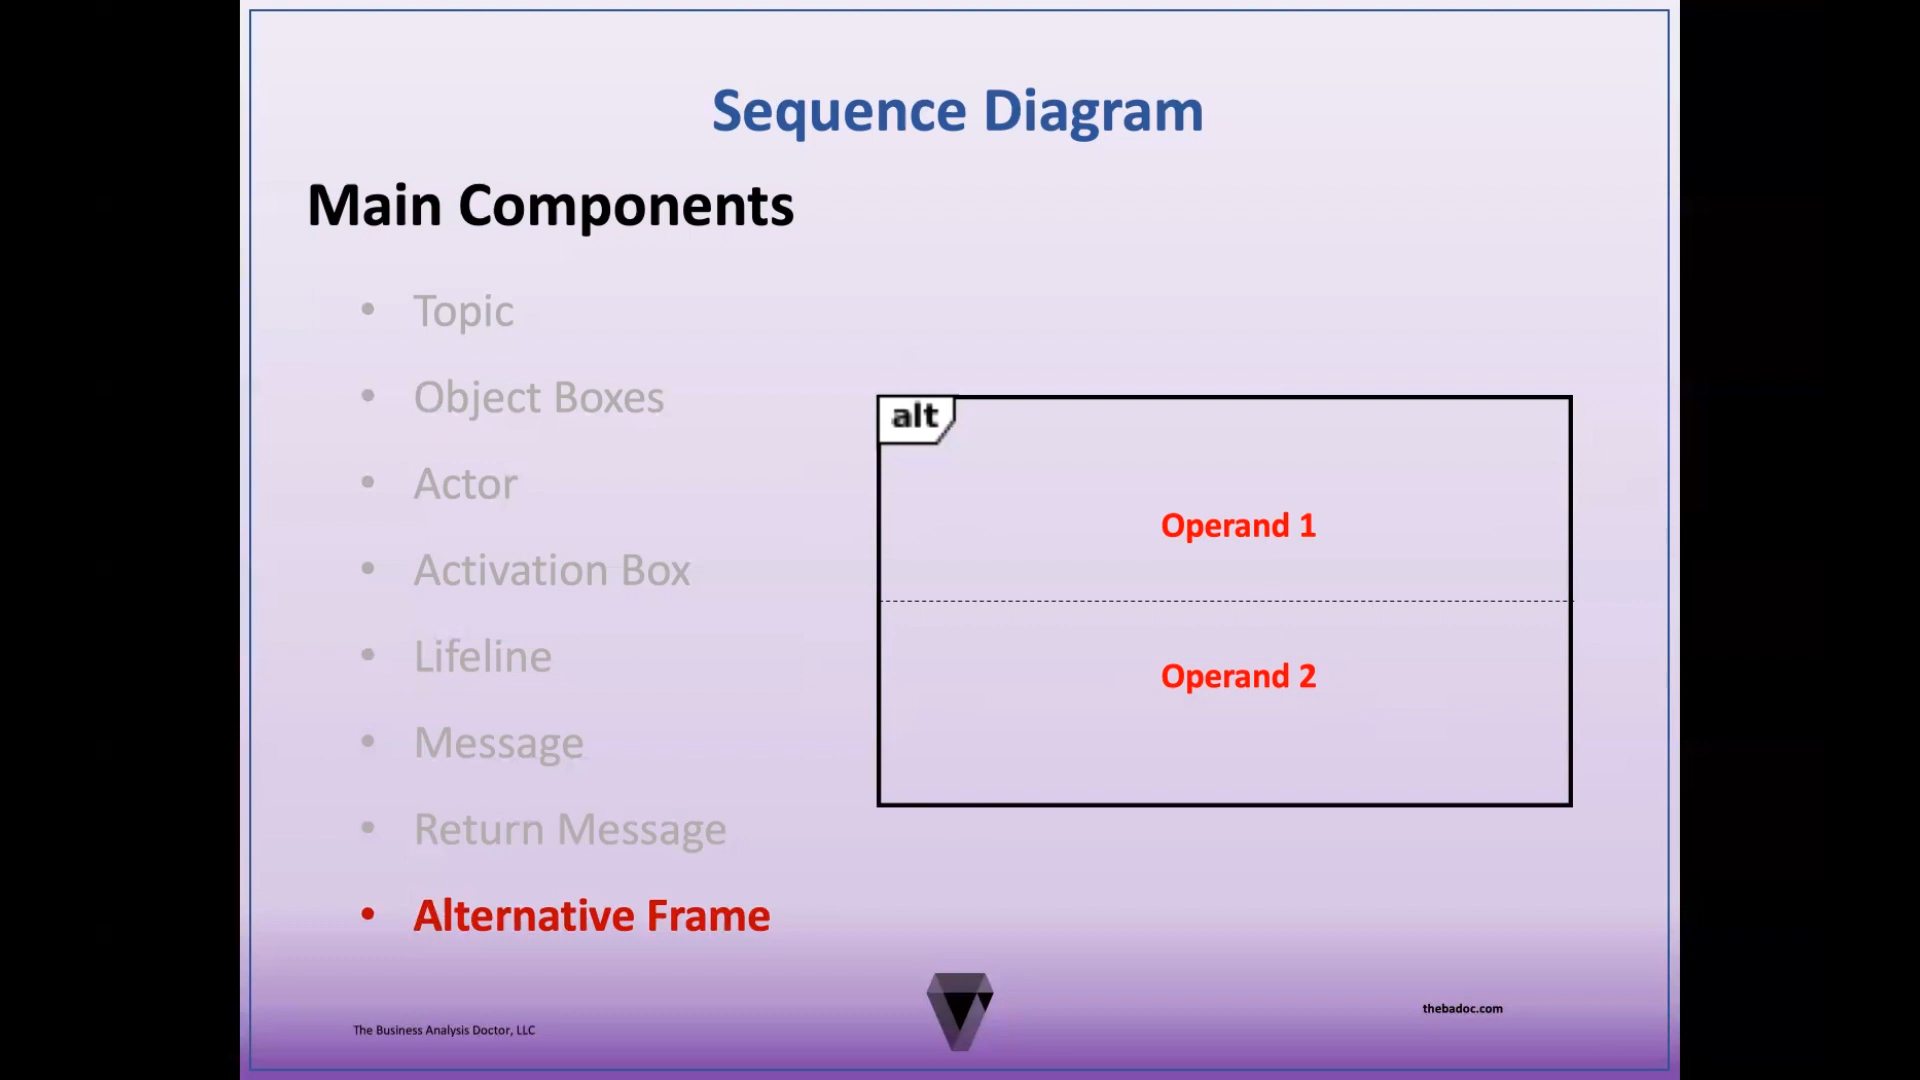 Sequence Diagram
Main Components
• Topic
• Object Boxes
• Actor
• Activation Box
• Lifeline
• Message
• Return Message
• Alternative Frame
alt
Operand 1
Operand 2
The Business Analysis Doctor, LLC
thebadoc.com